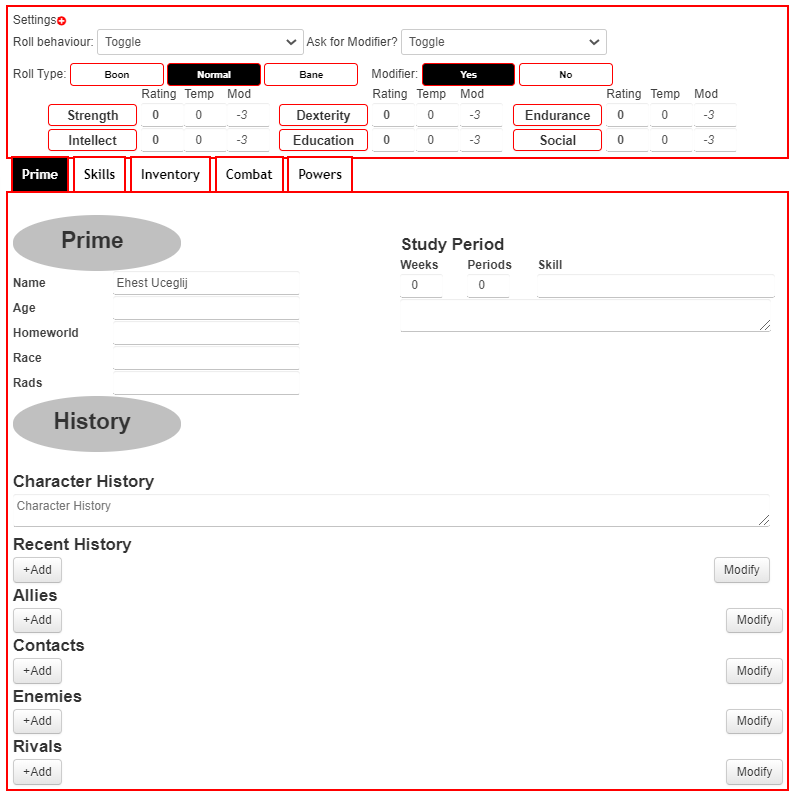 Settings
Roll behaviour: Toggle Ask for Modifier? Toggle
Roll Type: Boon Normal Bane Modifier: Yes No
Rating Temp Mod Rating Temp Mod Rating Temp Mod
Strength 0 0 -3 Dexterity 0 0 -3 Endurance 0 0 -3
Intellect 0 0 -3 Education 0 0 -3 Social 0 0 -3
Prime Skills Inventory Combat Powers
Prime
Study Period
Weeks Periods Skill
Name Ehest Uceglij 0 0
Age
Homeworld
Race
Rads
History
Character History
Character History
Recent History
+Add Modify
Allies
+Add Modify
Contacts
+Add Modify
Enemies
+Add Modify
Rivals
+Add Modify